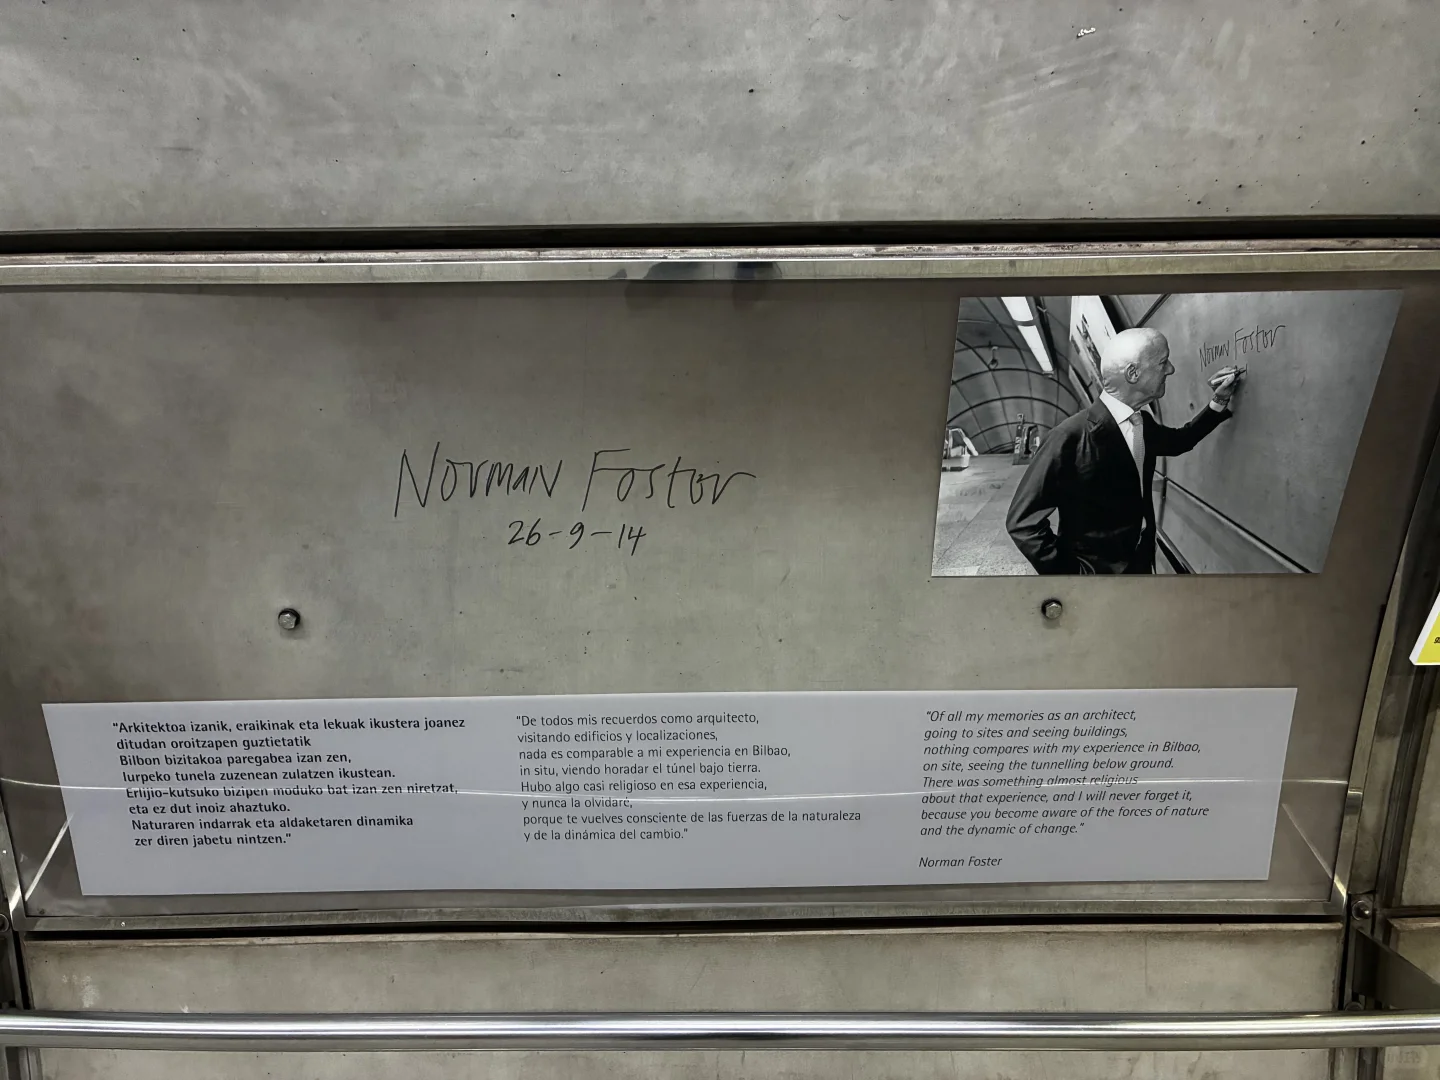 Norman Foster
Norman Foster
26-9-14
"Arkitektoa izanik, eraikinak eta lekuak ikustera joanez
ditudan oroitzapen guztietatik
Bilbon bizitakoa paregabea izan zen,
lurpeko tunela zuzenean zulatzen ikustean.
Erlijio-kutsuko bizipen moduko bat izan zen niretzat,
eta ez dut inoiz ahaztuko.
Naturaren indarrak eta aldaketaren dinamika
zer diren jabetu nintzen."
"De todos mis recuerdos como arquitecto,
visitando edificios y localizaciones,
nada es comparable a mi experiencia en Bilbao,
in situ, viendo horadar el túnel bajo tierra.
Hubo algo casi religioso en esa experiencia,
y nunca la olvidaré,
porque te vuelves consciente de las fuerzas de la naturaleza
y de la dinámica del cambio."
"Of all my memories as an architect,
going to sites and seeing buildings,
nothing compares with my experience in Bilbao,
on site, seeing the tunnelling below ground.
There was something almost religious
about that experience, and I will never forget it,
because you become aware of the forces of nature
and the dynamic of change."
Norman Foster